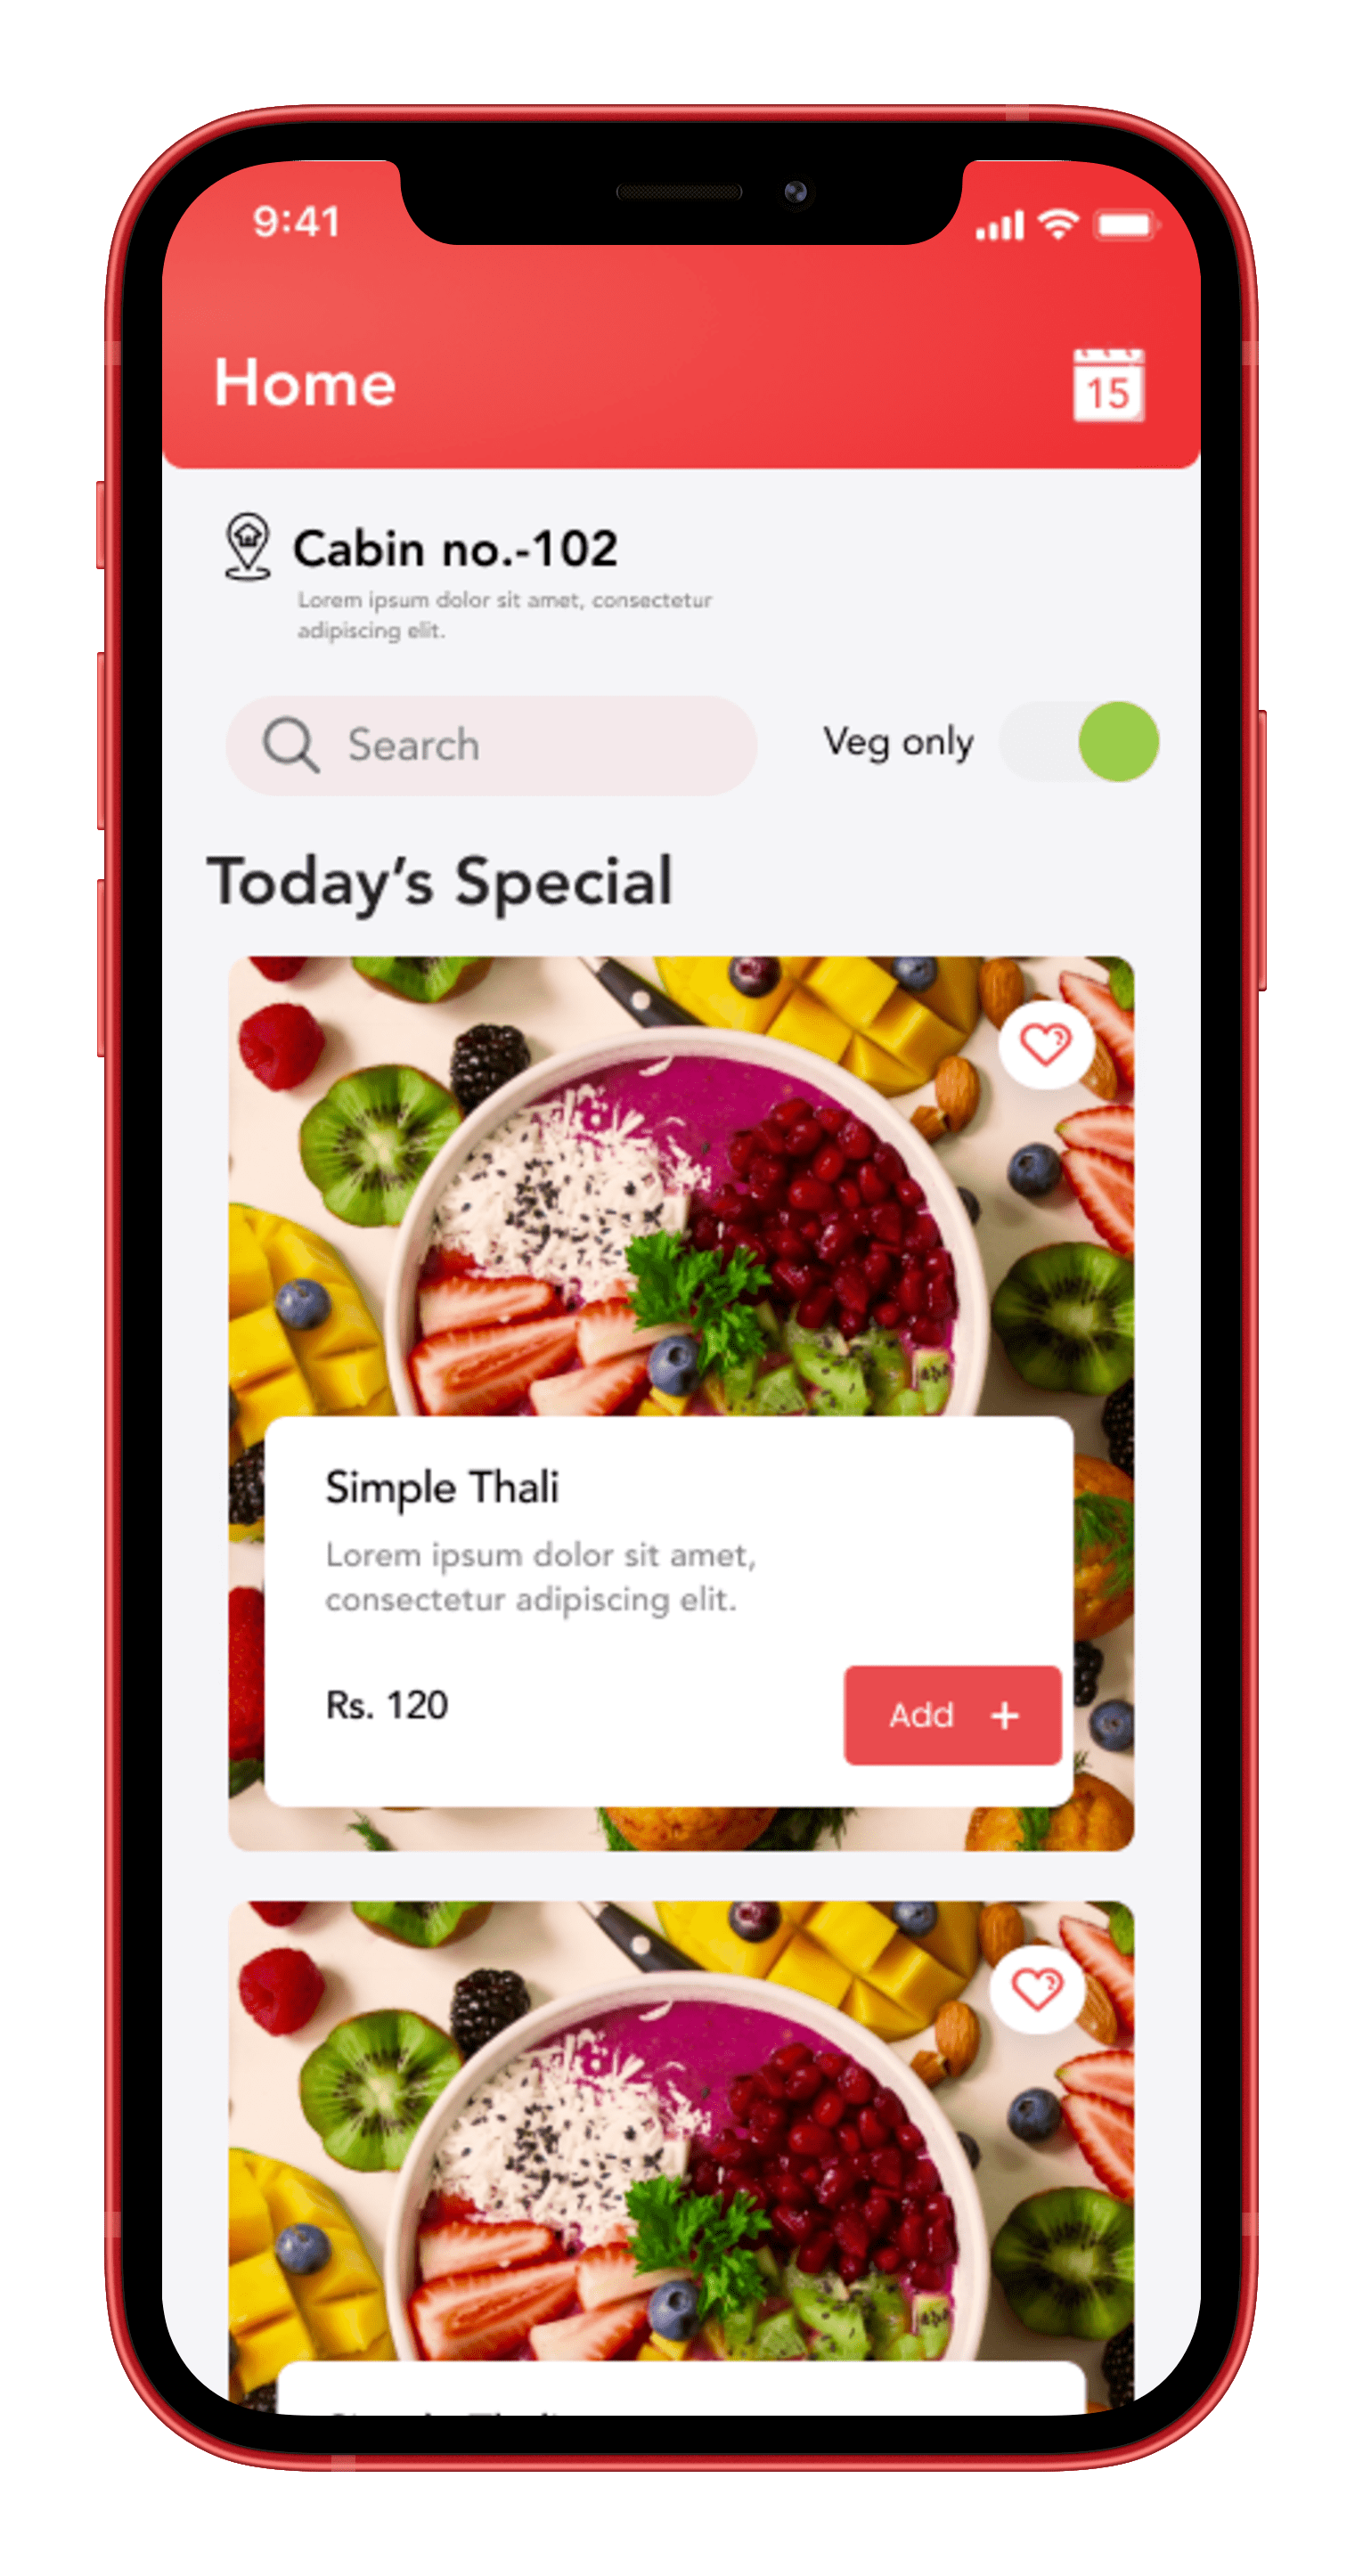 9:41
Home
15
Cabin no.-102
Lorem ipsum dolor sit amet, consectetur
adipiscing elit.
Search
Veg only
Today's Special
Simple Thali
Lorem ipsum dolor sit amet,
consectetur adipiscing elit.
Rs. 120
Add +